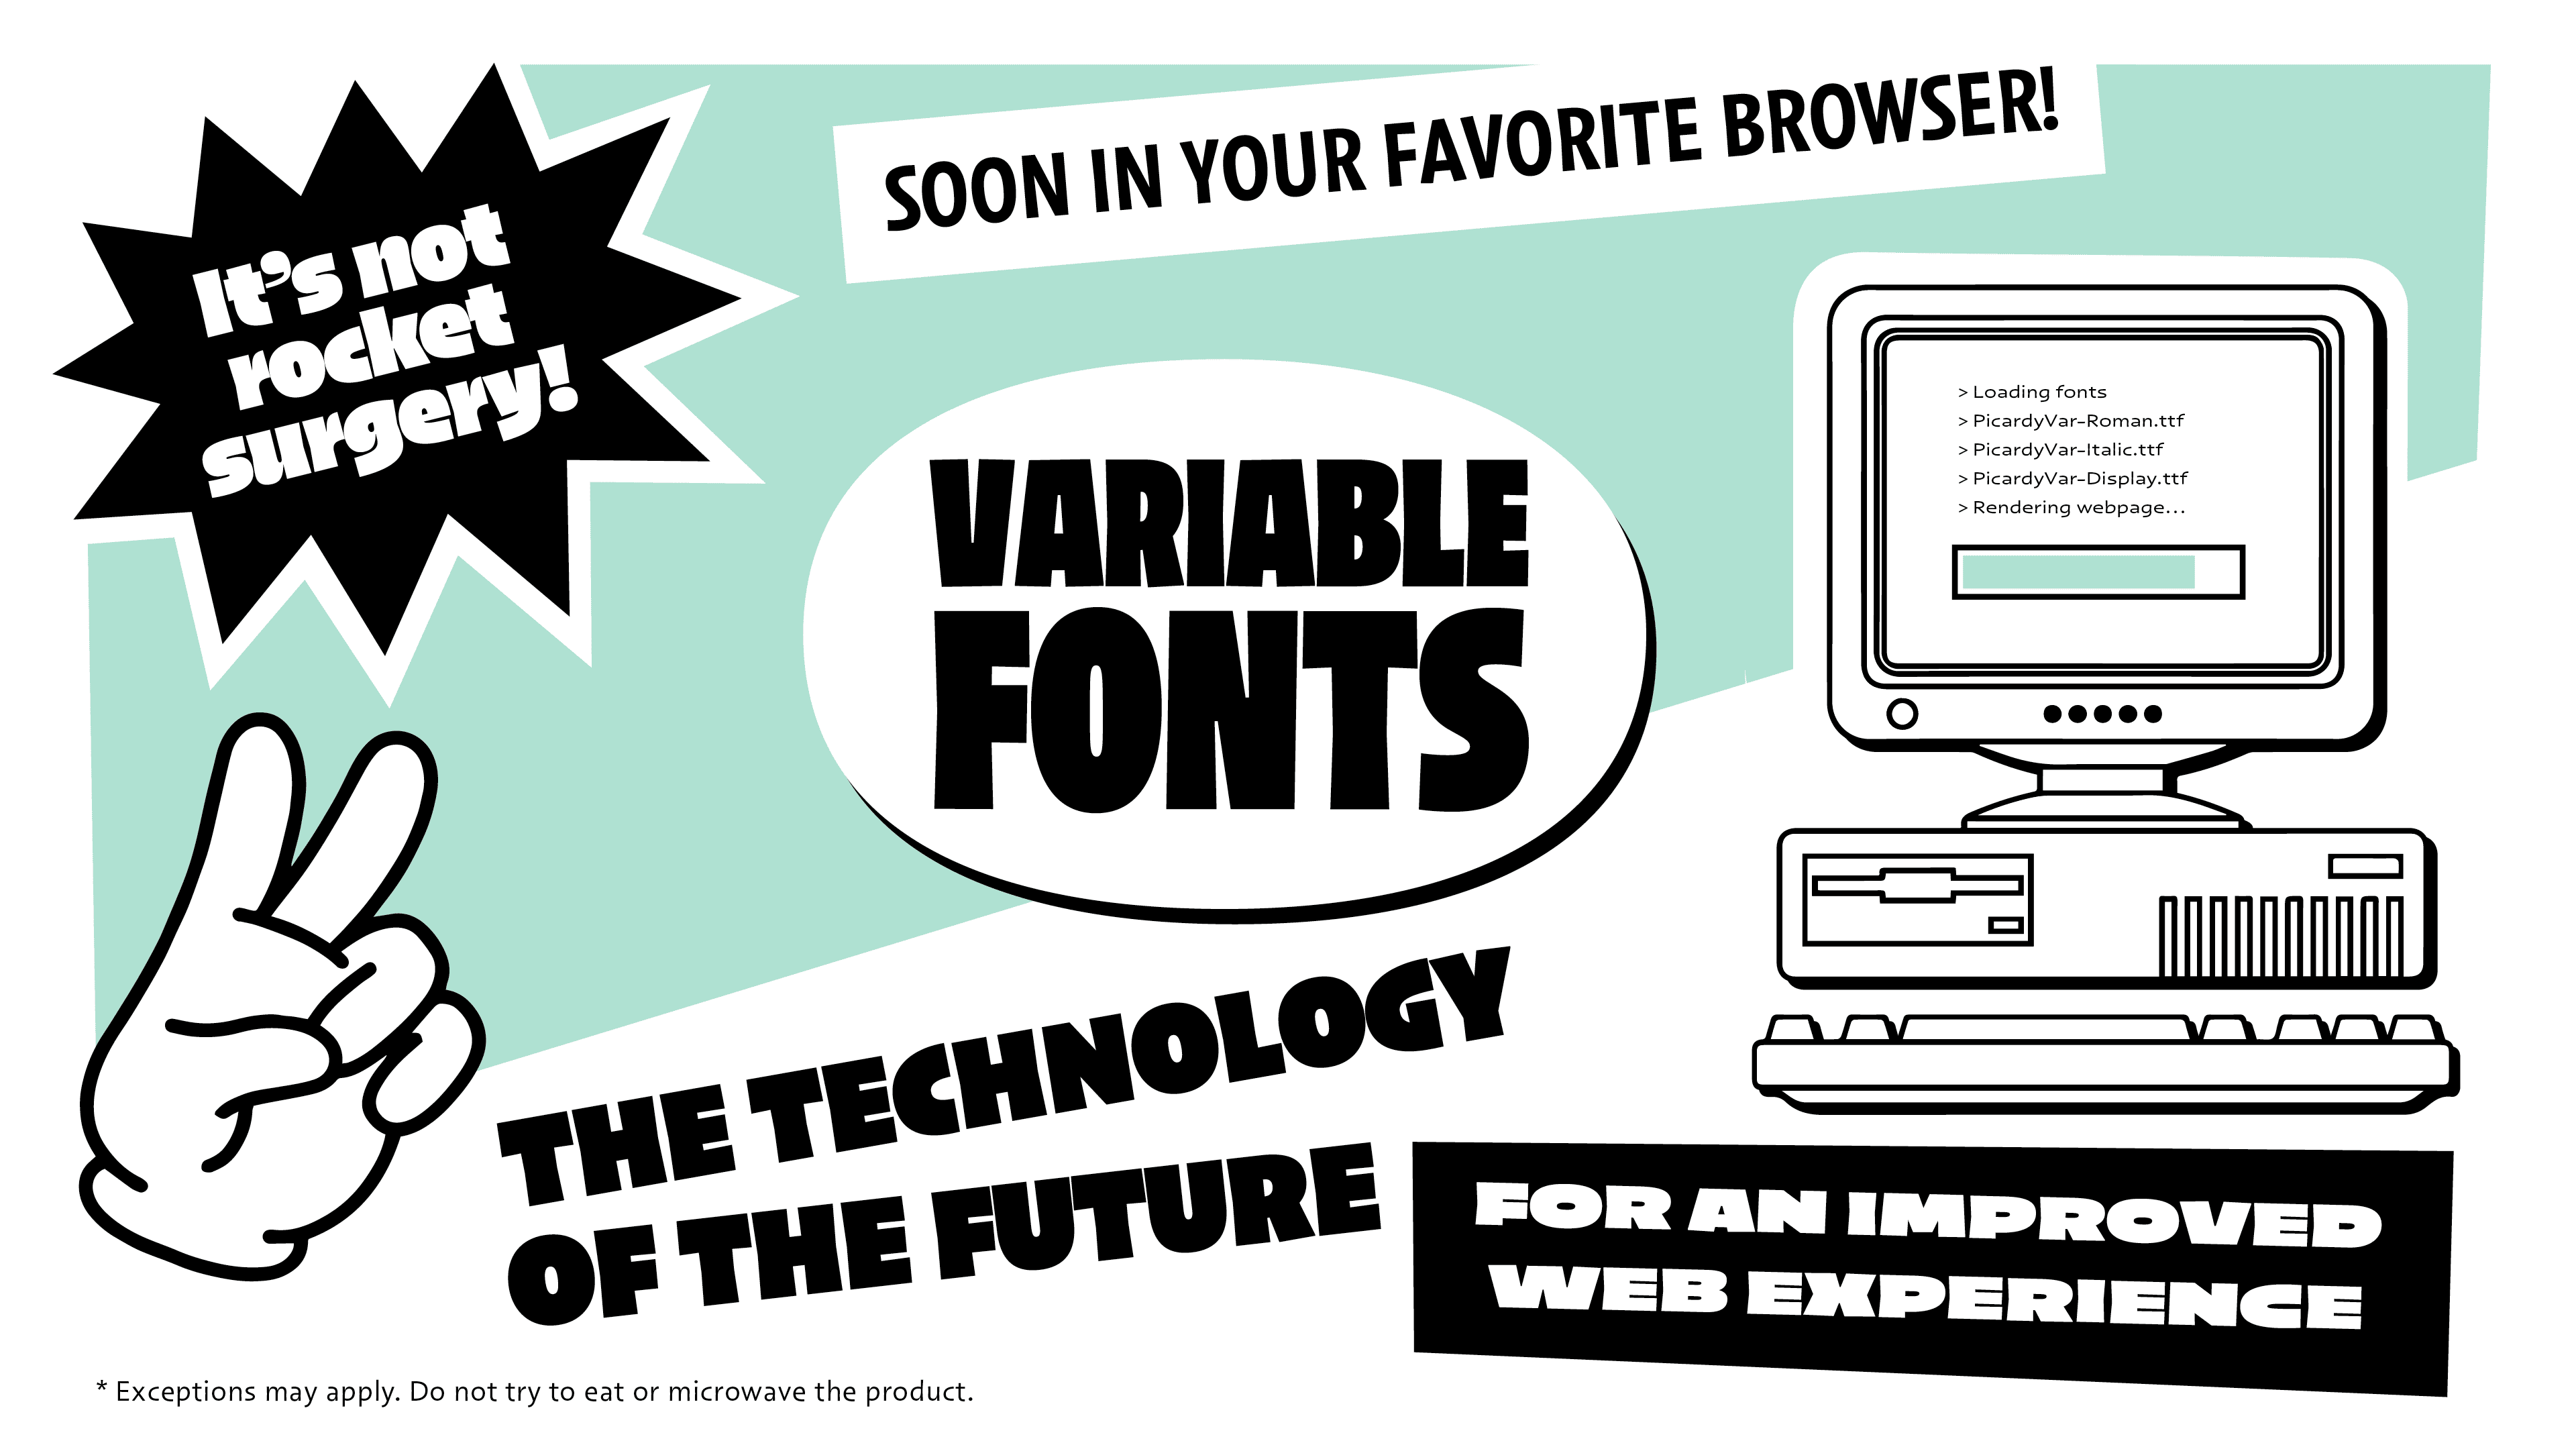 It’s not
rocket
surgery!
SOON IN YOUR FAVORITE BROWSER!
VARIABLE
FONTS
> Loading fonts
> PicardyVar-Roman.ttf
> PicardyVar-Italic.ttf
> PicardyVar-Display.ttf
> Rendering webpage...
THE TECHNOLOGY
OF THE FUTURE
FOR AN IMPROVED
WEB EXPERIENCE
* Exceptions may apply. Do not try to eat or microwave the product.